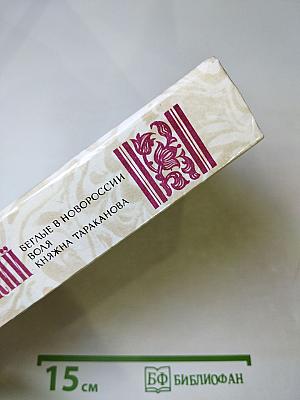 БЕГЛЫЕ В НОВОРОССИИ
ВОЛЯ
КНЯЖНА ТАРАКАНОВА
15 см
БФ БИБЛИОФАН